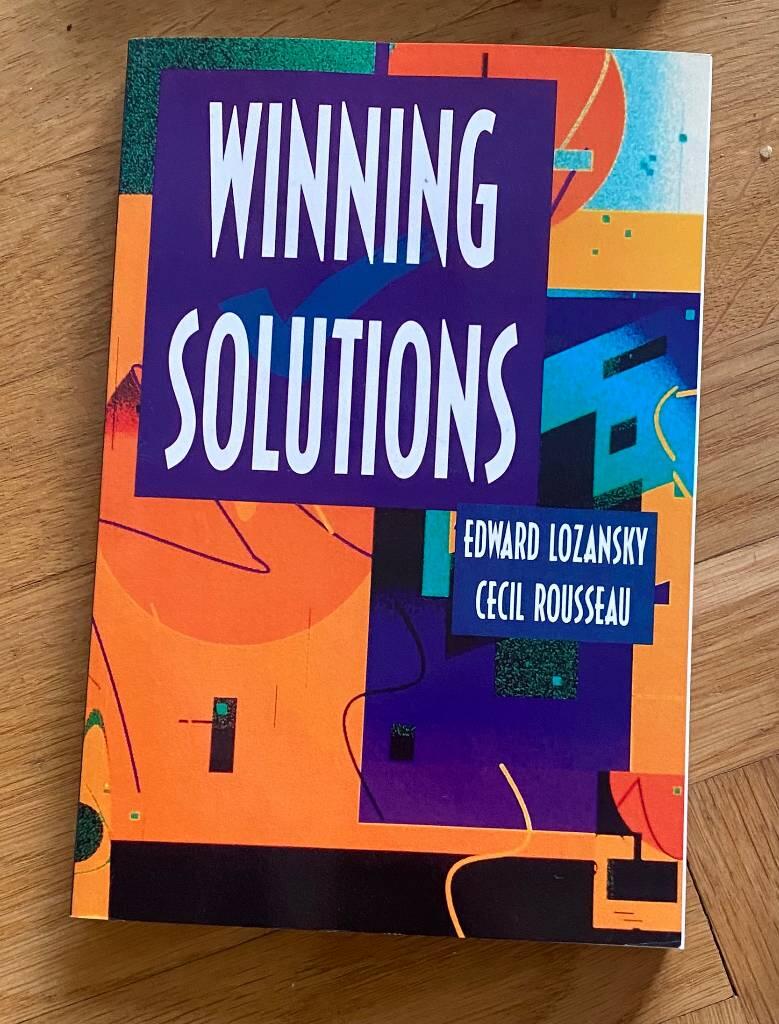 WINNING
SOLUTIONS
EDWARD LOZANSKY
CECIL ROUSSEAU